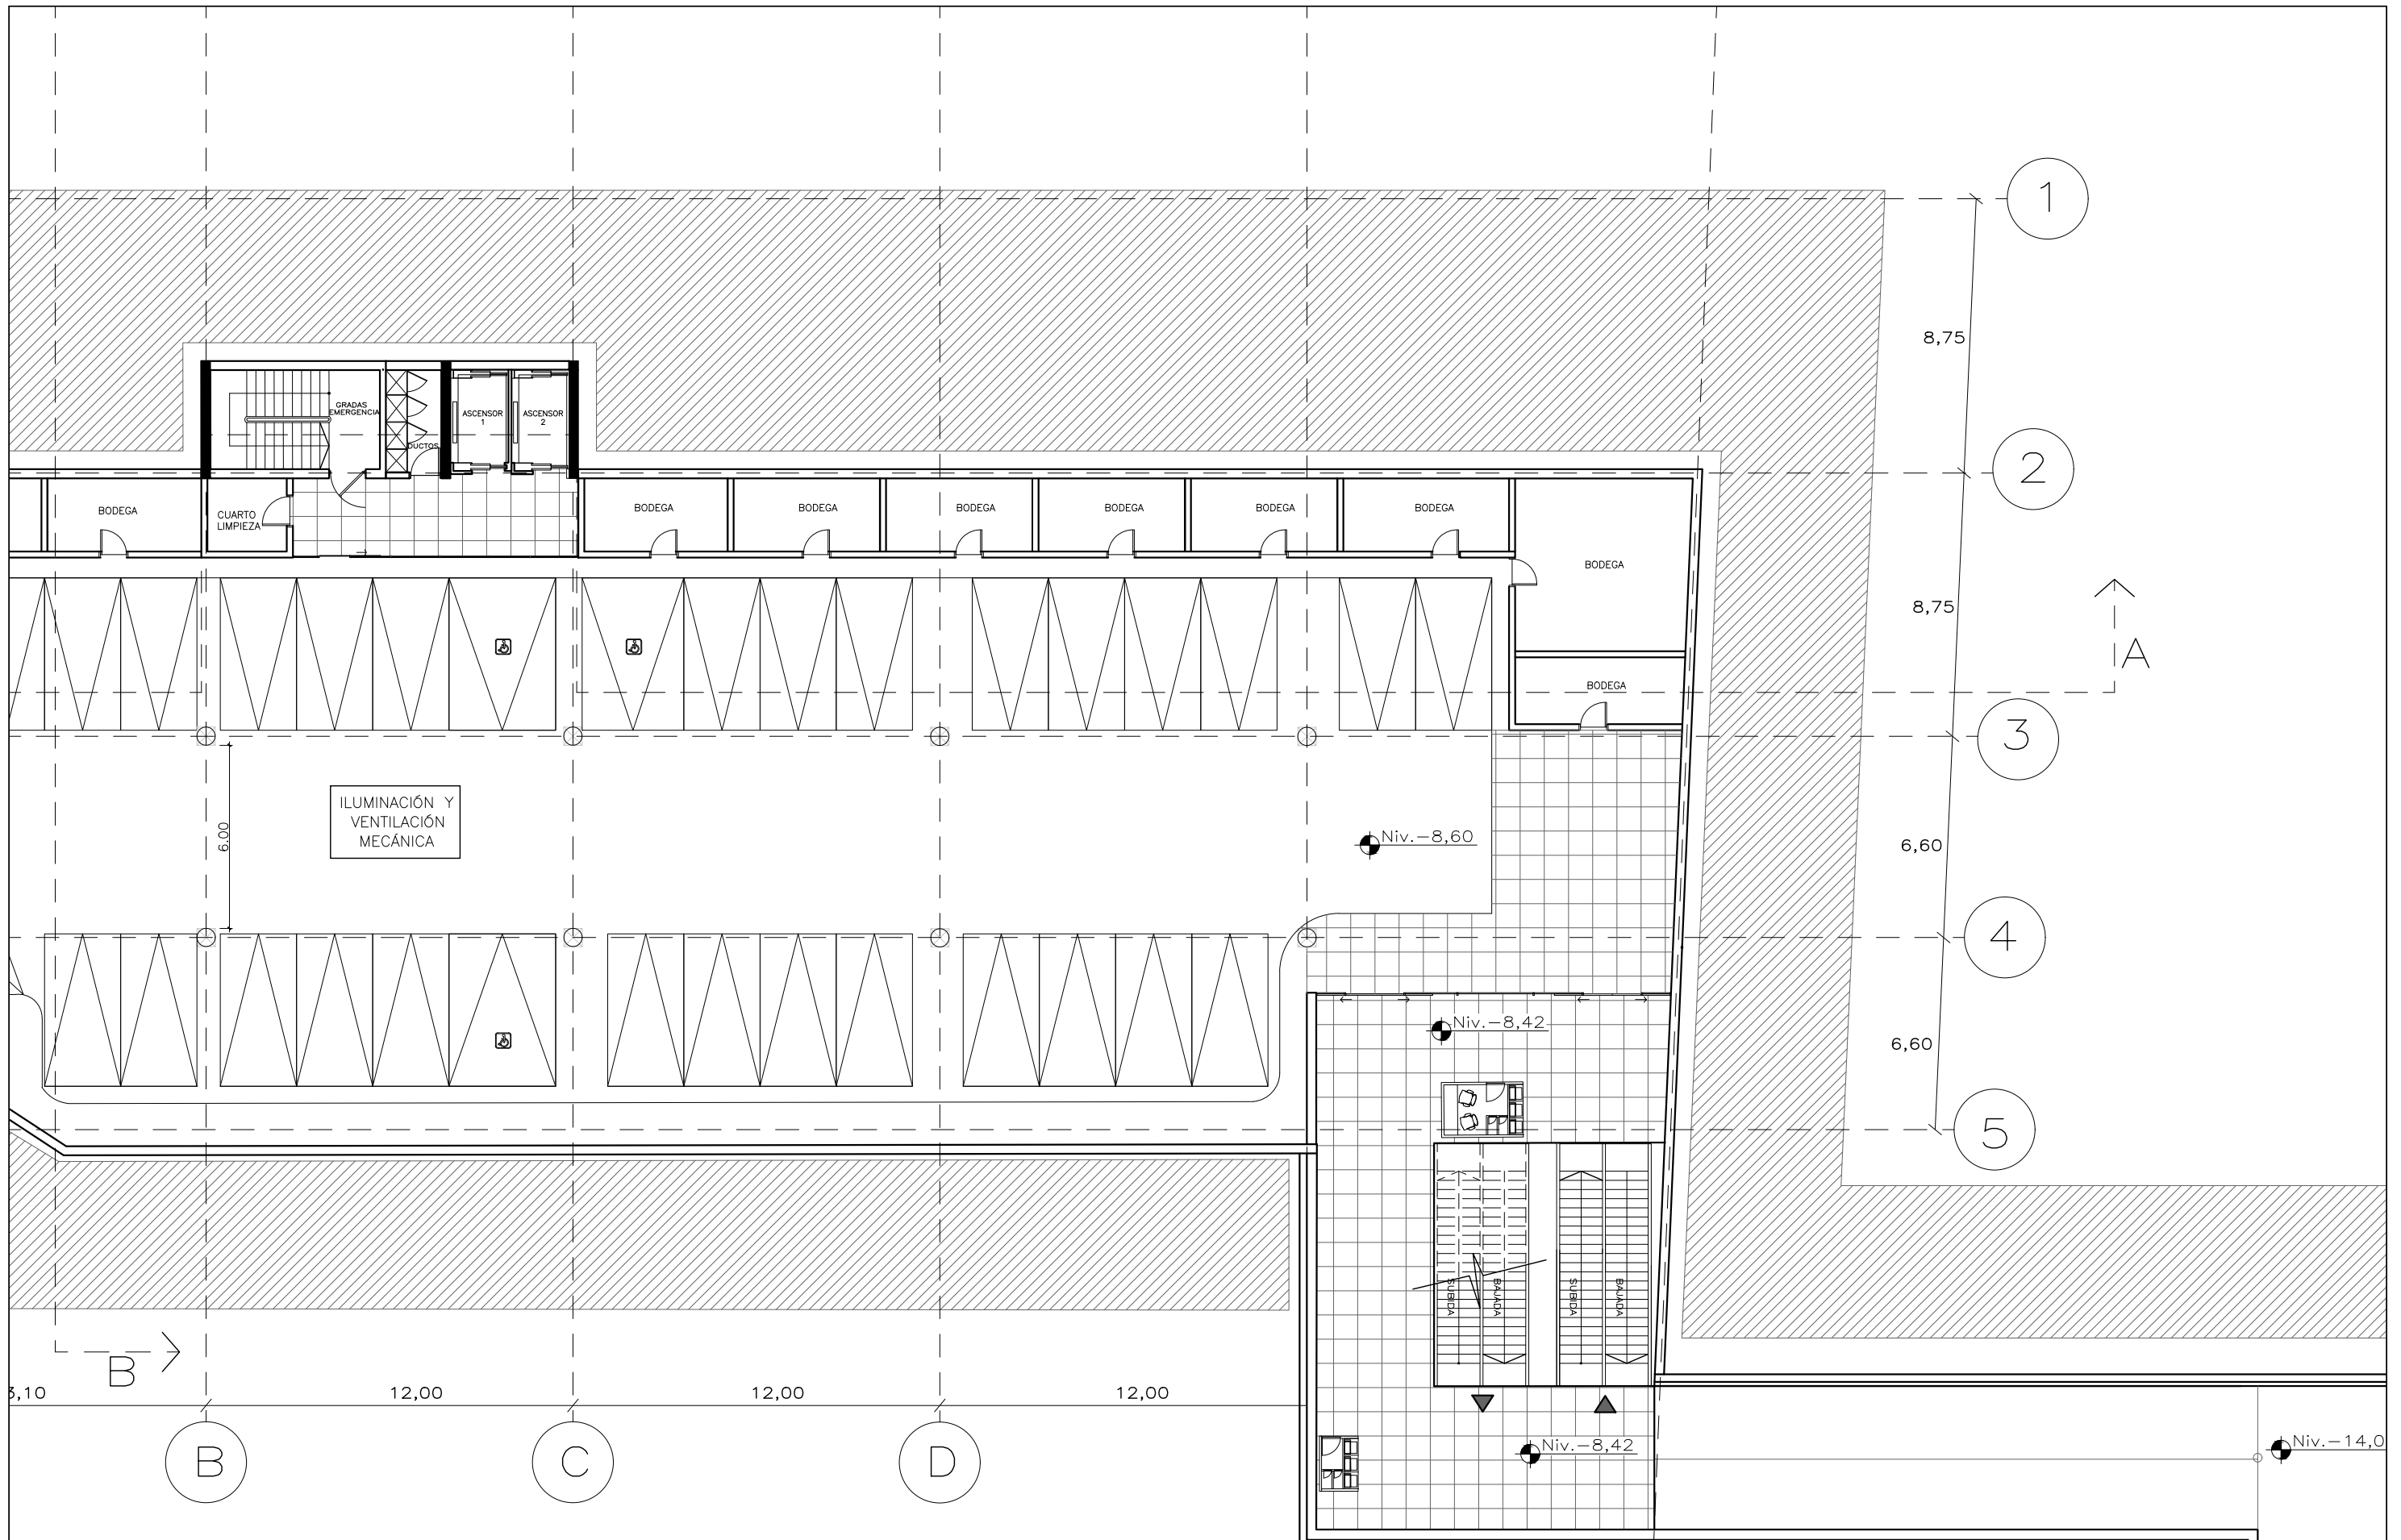 1
8,75
GRADAS
EMERGENCIA
DUCTOS
ASCENSOR
1
ASCENSOR
2
2
BODEGA
CUARTO
LIMPIEZA
BODEGA
BODEGA
BODEGA
BODEGA
BODEGA
BODEGA
BODEGA
8,75
A
BODEGA
3
6.00
ILUMINACIÓN Y
VENTILACIÓN
MECÁNICA
Niv.-8,60
6,60
4
Niv.-8,42
6,60
5
SUBIDA
BAJADA
SUBIDA
BAJADA
B
3,10
12,00
12,00
12,00
B
C
D
Niv.-8,42
Niv.-14,0